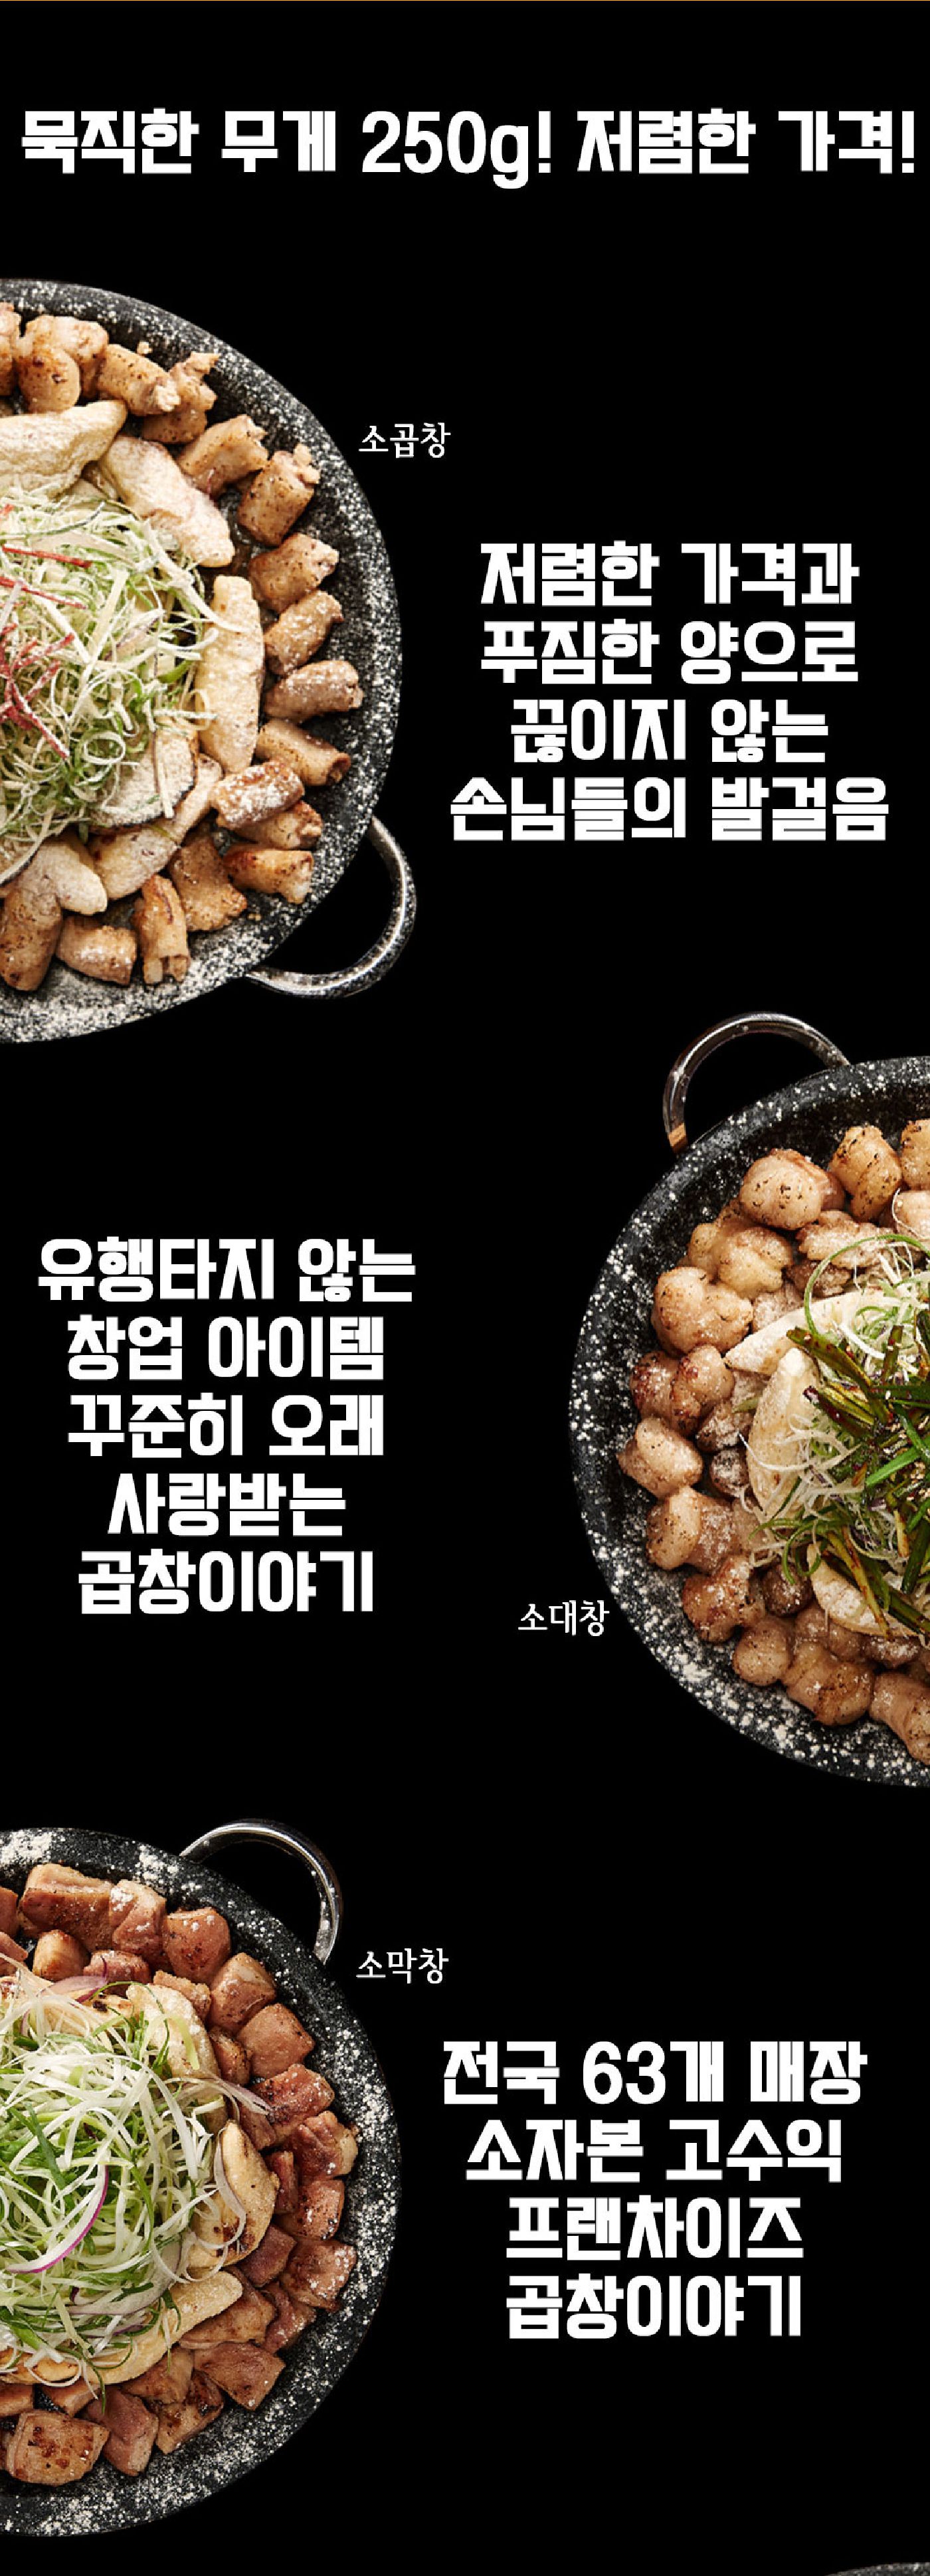 묵직한 무게 250g! 저렴한 가격!
소곱창
저렴한 가격과
푸짐한 양으로
끊이지 않는
손님들의 발걸음
유행타지 않는
창업 아이템
꾸준히 오래
사랑받는
곱창이야기
소대창
소막창
전국 63개 매장
소자본 고수익
프랜차이즈
곱창이야기